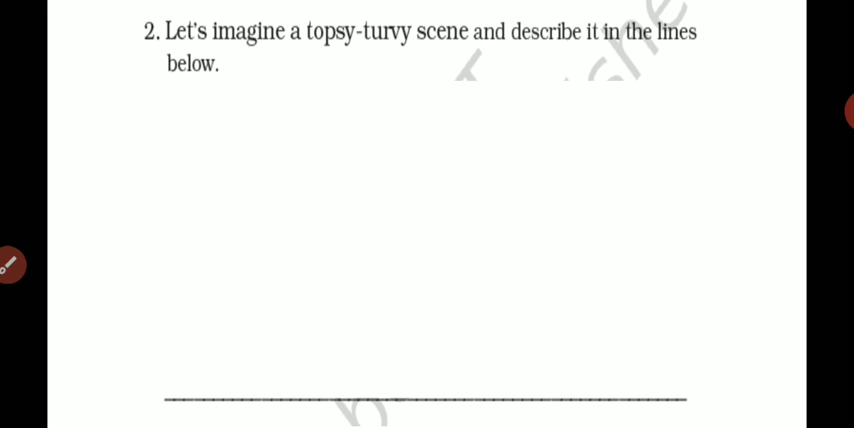 2. Let's imagine a topsy-turvy scene and describe it in the lines
below.